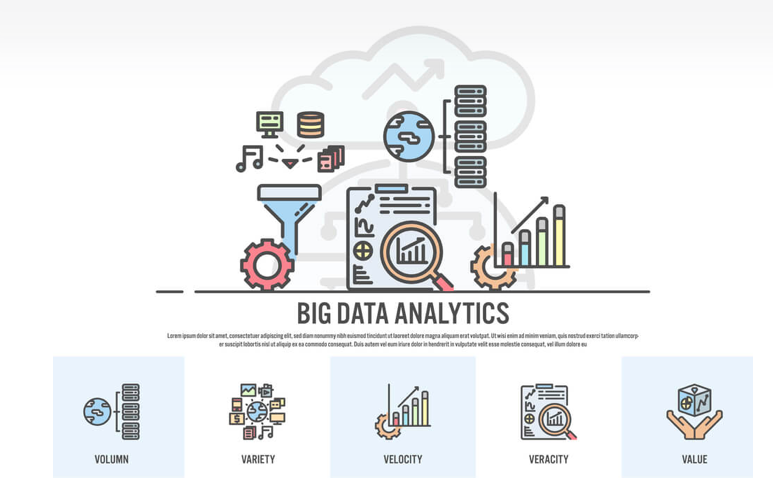 BIG DATA ANALYTICS
Lorem ipsum dolor sit amet, consectetuer adipiscing elit, sed diam nonummy nibh euismod tincidunt ut laoreet dolore magna aliquam erat volutpat. Ut wisi enim ad minim veniam, quis nostrud exerci tation ullamcorp-
er suscipit lobortis nisl ut aliquip ex ea commodo consequat. Duis autem vel eum iriure dolor in hendrerit in vulputate velit esse molestie consequat, vel illum dolore eu
VOLUMN
VARIETY
VELOCITY
VERACITY
VALUE